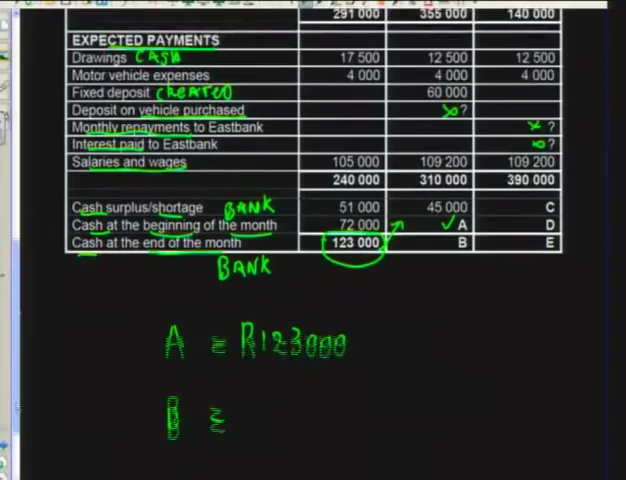 291 000 355 000 140 000
EXPECTED PAYMENTS
Drawings CASH 17 500 12 500 12 500
Motor vehicle expenses 4 000 4 000 4 000
Fixed deposit CREATED 60 000
Deposit on vehicle purchased ?
Monthly repayments to Eastbank ?
Interest paid to Eastbank ?
Salaries and wages 105 000 109 200 109 200
240 000 310 000 390 000
Cash surplus/shortage BANK 51 000 45 000 C
Cash at the beginning of the month 72 000 A D
Cash at the end of the month 123 000 B E
BANK
A = R123000
B =